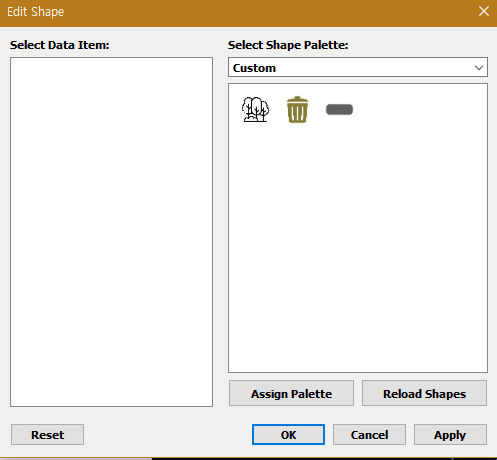 Edit Shape
Select Data Item:
Select Shape Palette:
Custom
Assign Palette
Reload Shapes
Reset
OK
Cancel
Apply